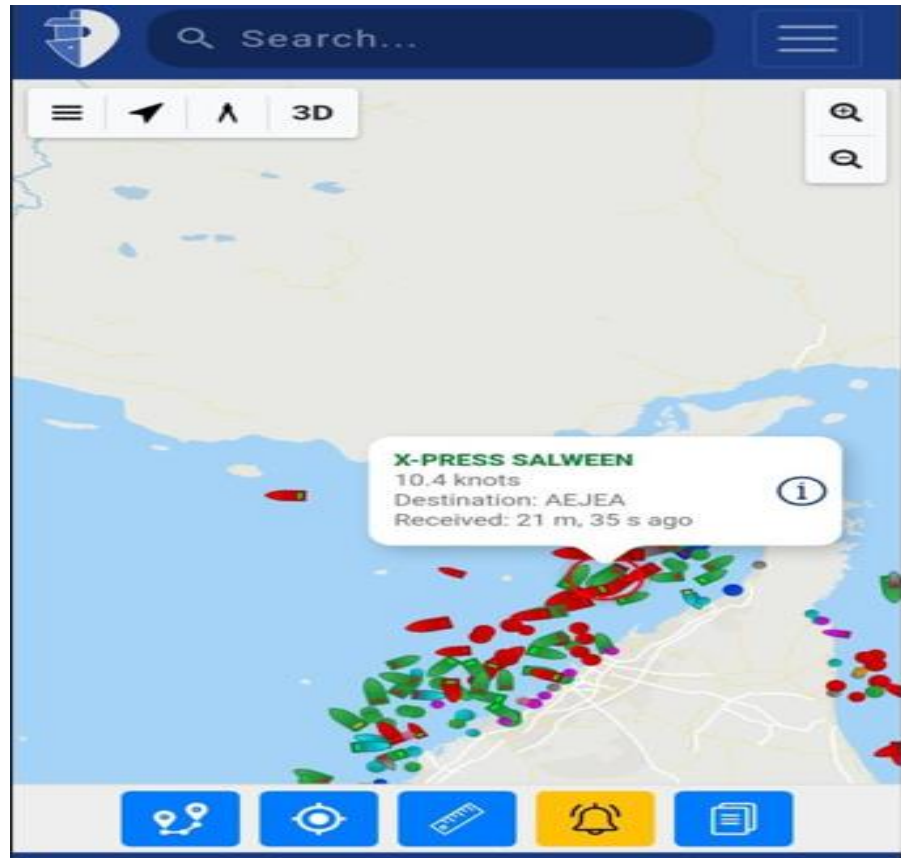 Search...
3D
X-PRESS SALWEEN
10.4 knots
Destination: AEJEA
Received: 21 m, 35 s ago